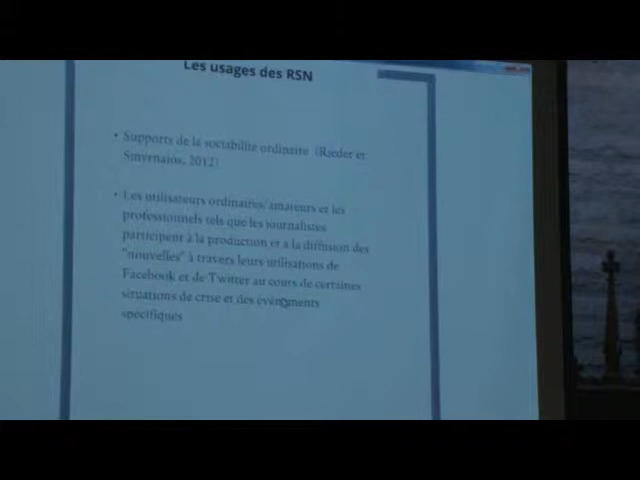 Les usages des RSN
• Supports de la sociabilité ordinaire (Rieder et
Smyrnaios, 2012)
• Les utilisateurs ordinaires/amateurs et les
professionnels tels que les journalistes
participent à la production et à la diffusion des
"nouvelles" à travers leurs utilisations de
Facebook et de Twitter au cours de certaines
situations de crise et des événements
spécifiques